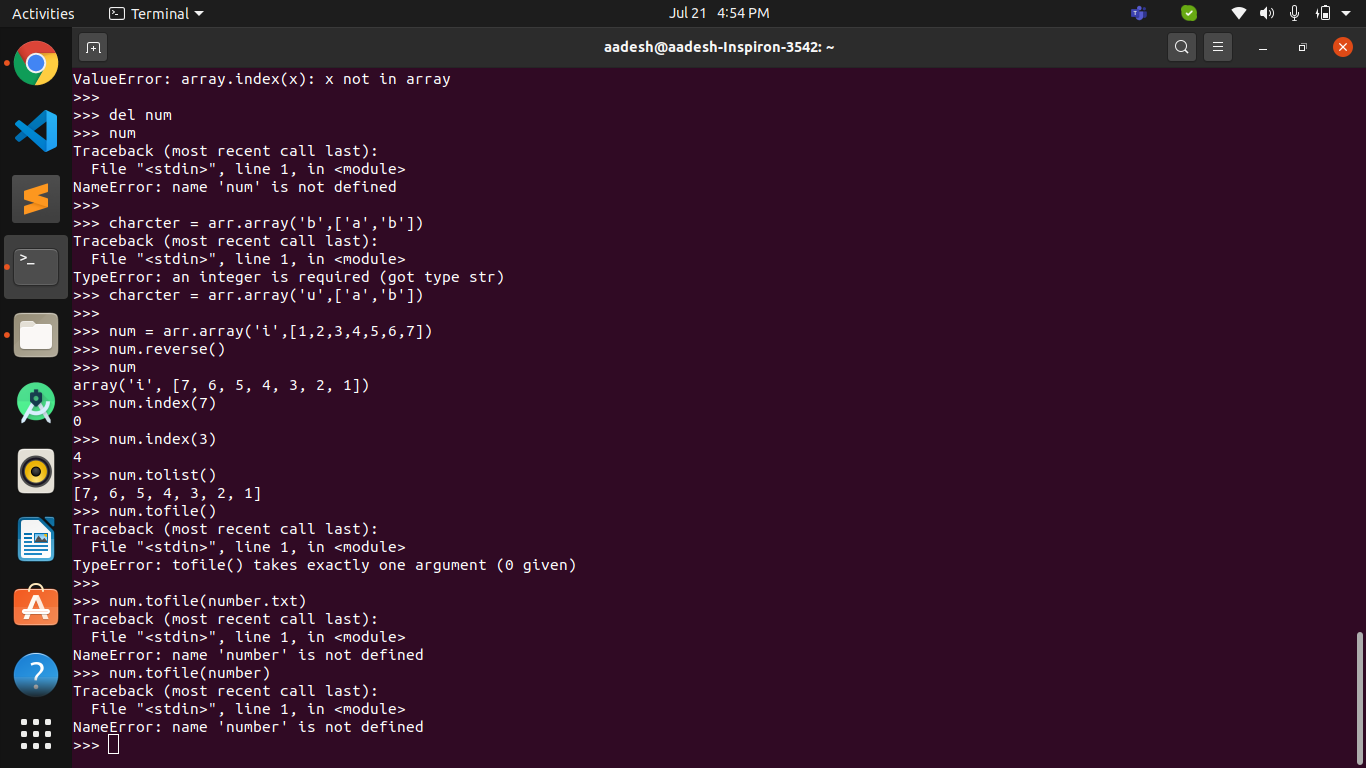 Activities
Terminal
Jul 21 4:54 PM
aadesh@aadesh-Inspiron-3542: ~
ValueError: array.index(x): x not in array
>>>
>>> del num
>>> num
Traceback (most recent call last):
  File "<stdin>", line 1, in <module>
NameError: name 'num' is not defined
>>>
>>> charcter = arr.array('b',['a','b'])
Traceback (most recent call last):
  File "<stdin>", line 1, in <module>
TypeError: an integer is required (got type str)
>>> charcter = arr.array('u',['a','b'])
>>>
>>> num = arr.array('i',[1,2,3,4,5,6,7])
>>> num.reverse()
>>> num
array('i', [7, 6, 5, 4, 3, 2, 1])
>>> num.index(7)
0
>>> num.index(3)
4
>>> num.tolist()
[7, 6, 5, 4, 3, 2, 1]
>>> num.tofile()
Traceback (most recent call last):
  File "<stdin>", line 1, in <module>
TypeError: tofile() takes exactly one argument (0 given)
>>>
>>> num.tofile(number.txt)
Traceback (most recent call last):
  File "<stdin>", line 1, in <module>
NameError: name 'number' is not defined
>>> num.tofile(number)
Traceback (most recent call last):
  File "<stdin>", line 1, in <module>
NameError: name 'number' is not defined
>>>